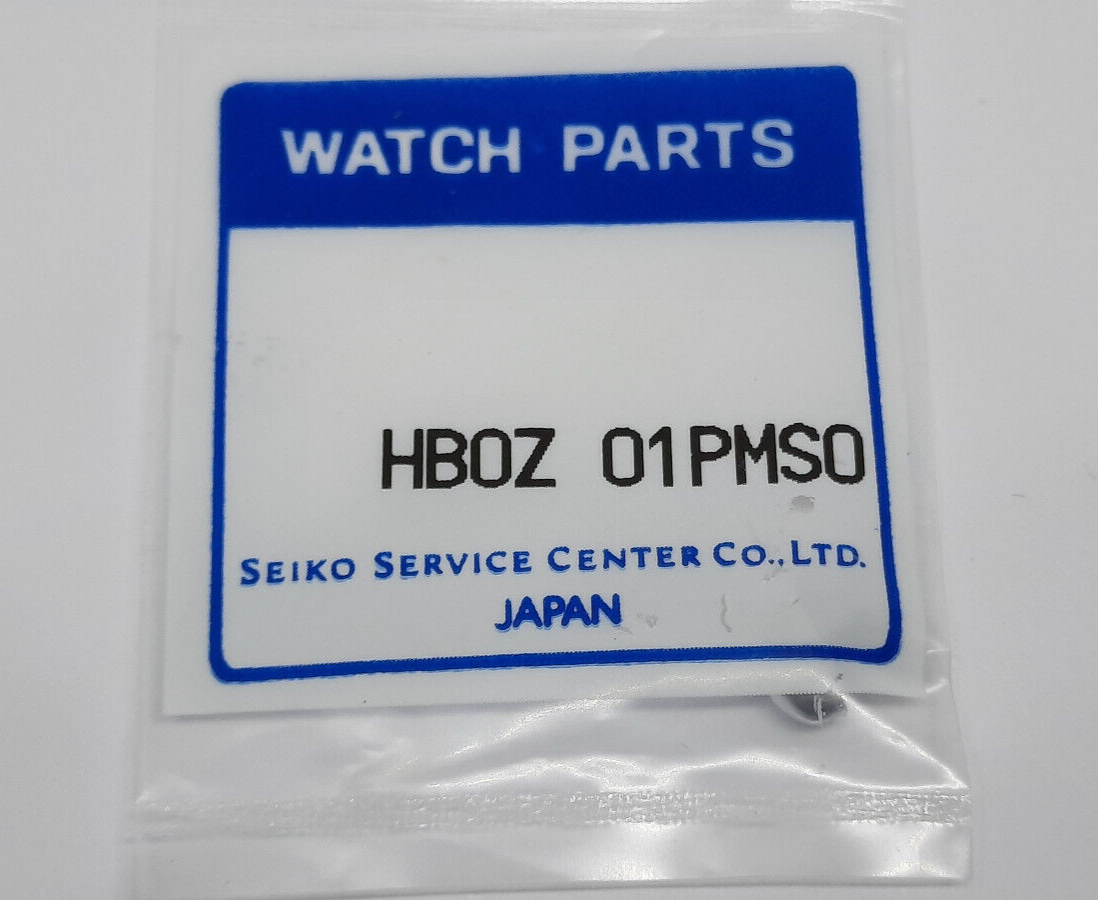 WATCH PARTS
HB0Z 01PMS0
SEIKO SERVICE CENTER CO., LTD.
JAPAN